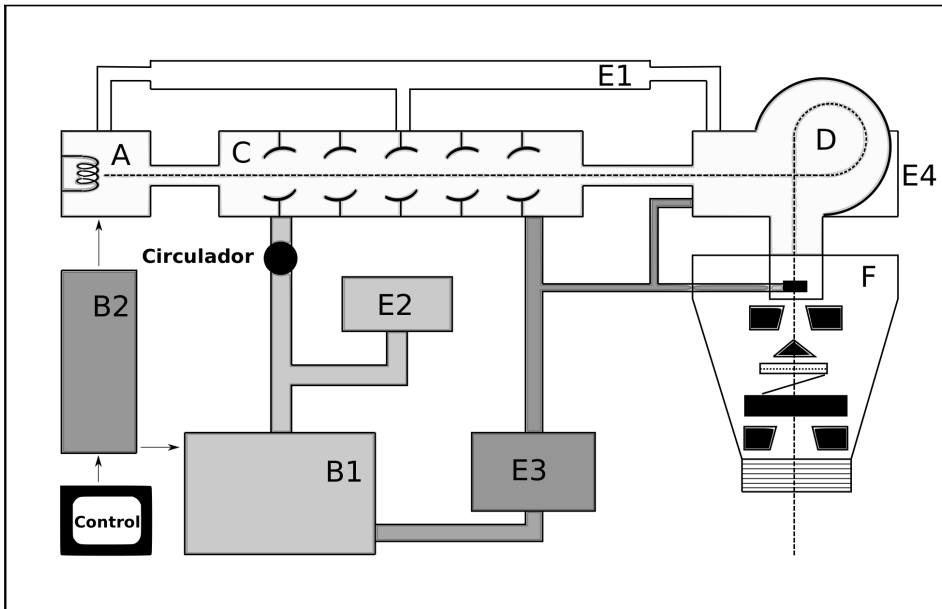 E1
A
C
D
E4
Circulador
F
E2
B2
B1
E3
Control